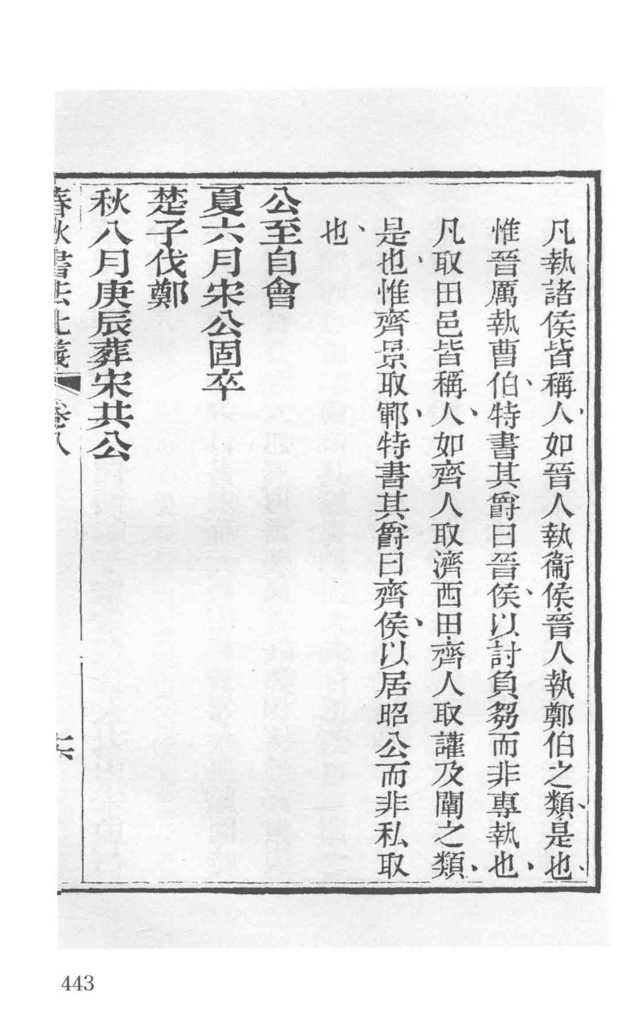 凡執諸侯皆稱人如晉人執衞侯晉人執鄭伯之類是也
惟晉厲執曹伯特書其爵曰晉侯以討負芻而非專執也
凡取田邑皆稱人如齊人取濟西田齊人取讙及闡之類
是也惟齊景取鄆特書其爵曰齊侯以居昭公而非私取
也
公至自會
夏六月宋公固卒
楚子伐鄭
秋八月庚辰葬宋共公
春秋書法比義 卷八
443